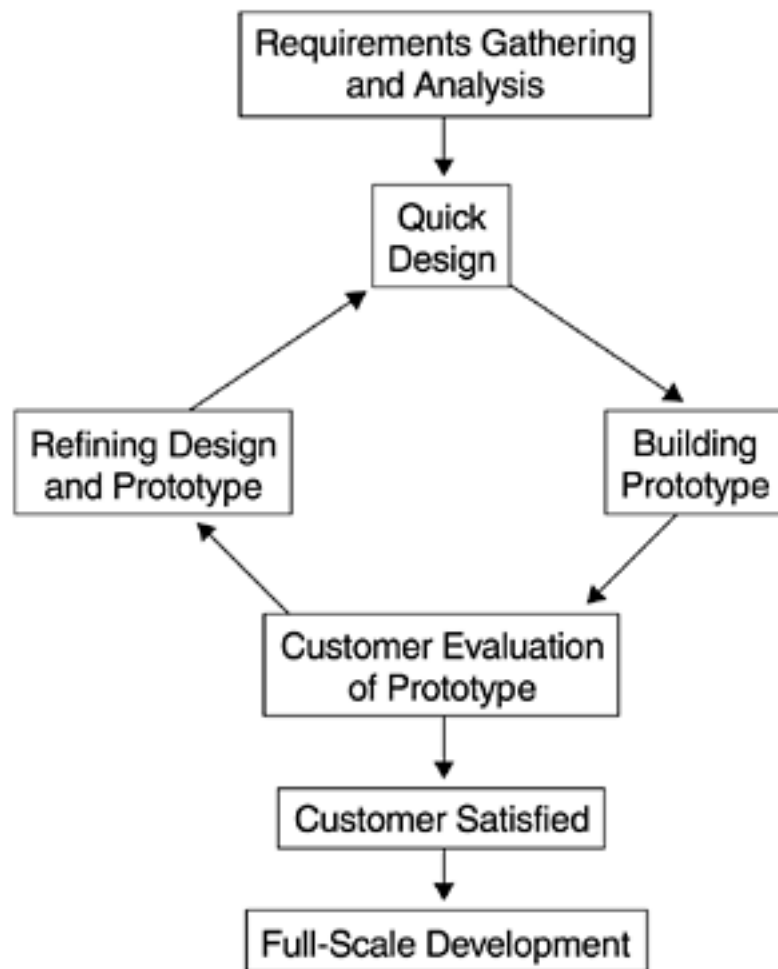 Requirements Gathering
and Analysis
Quick
Design
Refining Design
and Prototype
Building
Prototype
Customer Evaluation
of Prototype
Customer Satisfied
Full-Scale Development